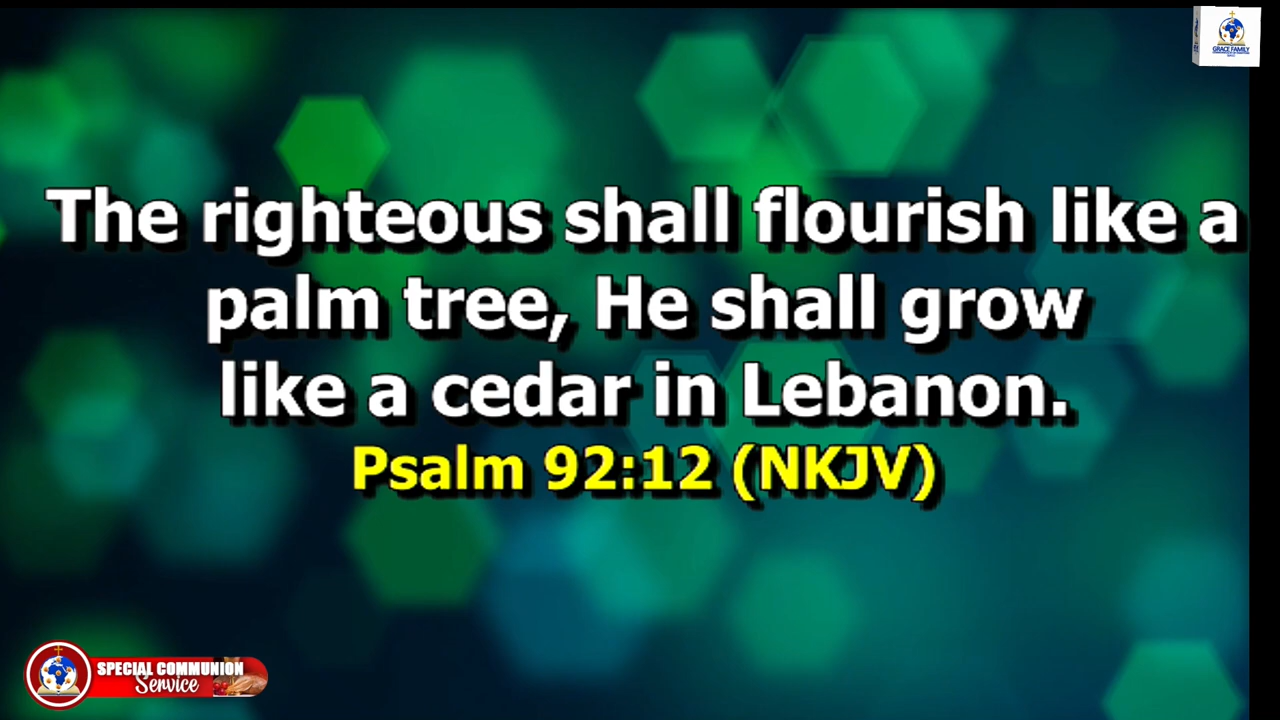 GRACE FAMILY
The righteous shall flourish like a
palm tree, He shall grow
like a cedar in Lebanon.
Psalm 92:12 (NKJV)
SPECIAL COMMUNION
Service